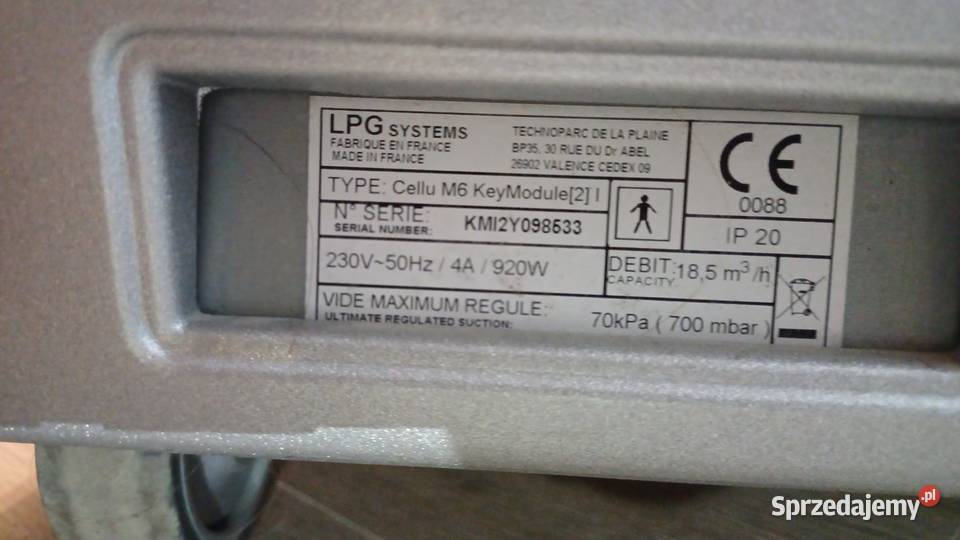 LPG SYSTEMS
FABRIQUE EN FRANCE
MADE IN FRANCE
TECHNOPARC DE LA PLAINE
BP35, 30 RUE DU Dr ABEL
26902 VALENCE CEDEX 09
CE
0088
TYPE: Cellu M6 KeyModule[2] I
N° SERIE:
SERIAL NUMBER:
KMI2Y098533
IP 20
230V~50Hz / 4A / 920W
DEBIT:
CAPACITY:
18,5 m³/h
VIDE MAXIMUM REGULE:
ULTIMATE REGULATED SUCTION:
70kPa ( 700 mbar )
Sprzedajemy.pl